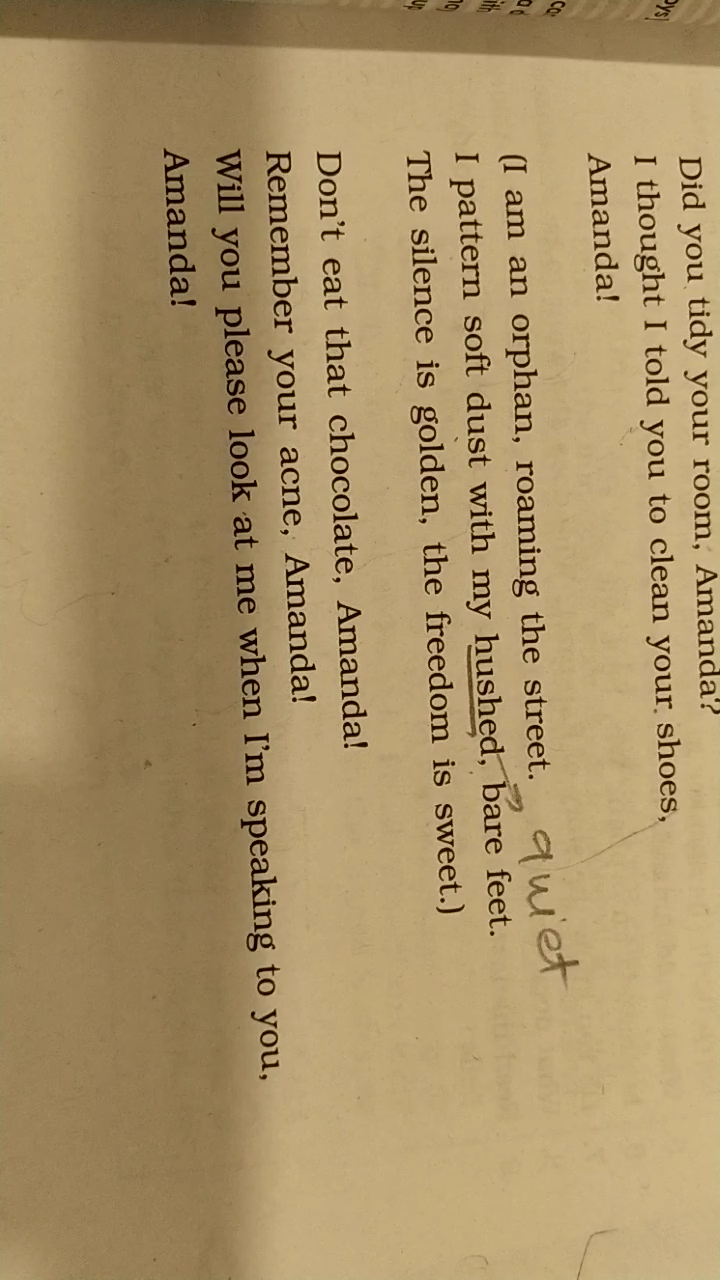 Did you tidy your room, Amanda?
I thought I told you to clean your shoes,
Amanda!
(I am an orphan, roaming the street.
quiet
I pattern soft dust with my hushed, bare feet.
The silence is golden, the freedom is sweet.)
Don't eat that chocolate, Amanda!
Remember your acne, Amanda!
Will you please look at me when I'm speaking to you,
Amanda!